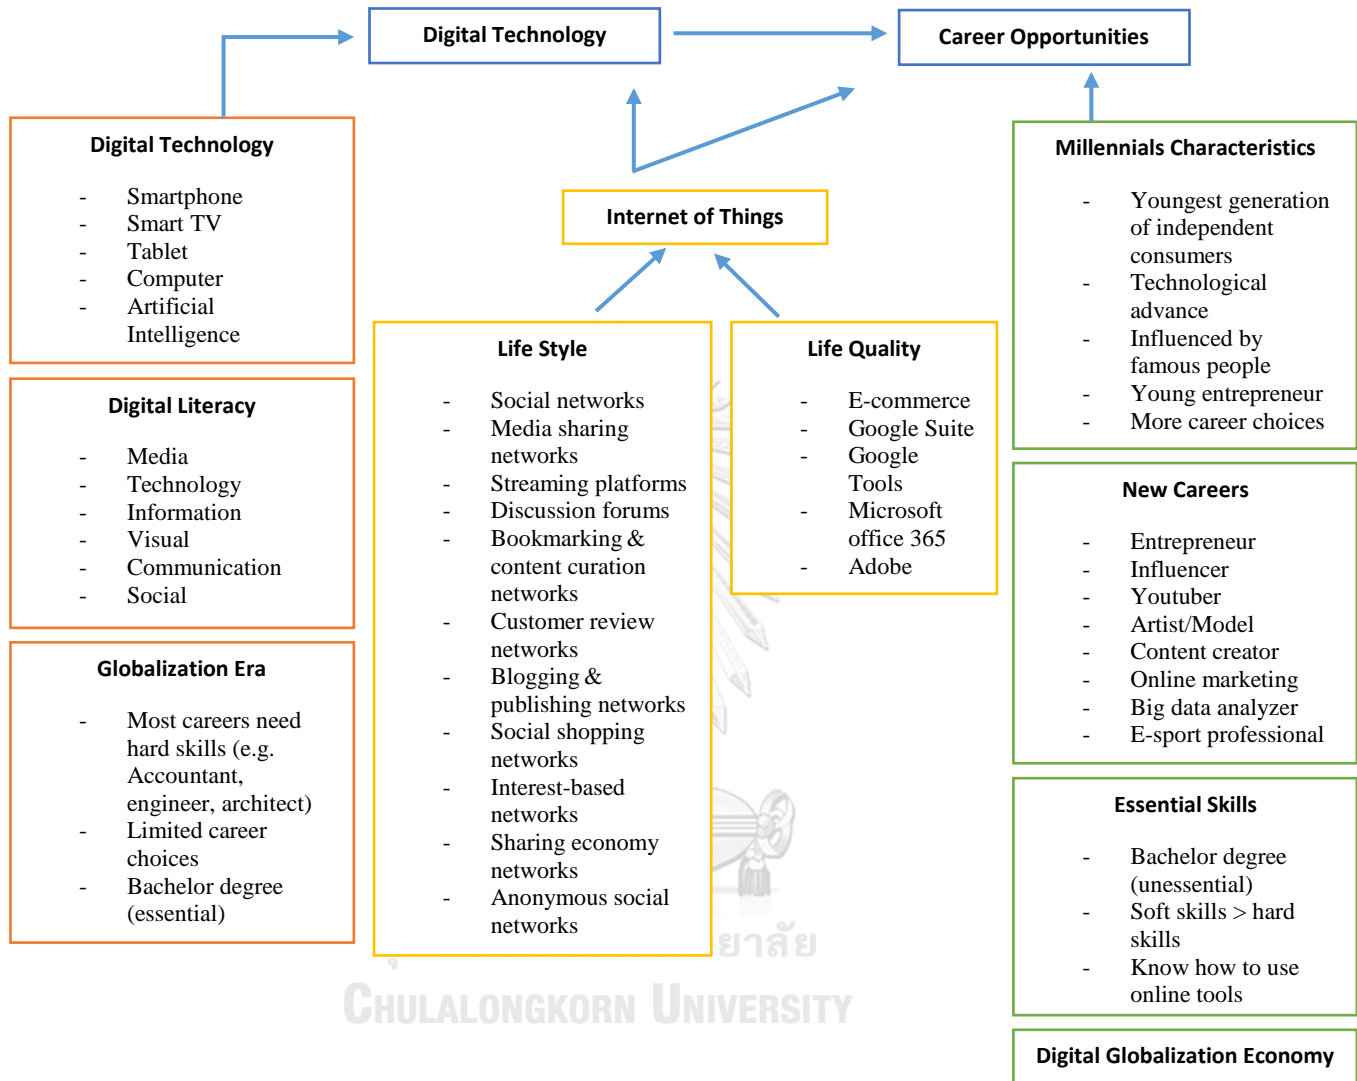 Digital Technology
Career Opportunities
Digital Technology
- Smartphone
- Smart TV
- Tablet
- Computer
- Artificial
Intelligence
Digital Literacy
- Media
- Technology
- Information
- Visual
- Communication
- Social
Globalization Era
- Most careers need
hard skills (e.g.
Accountant,
engineer, architect)
- Limited career
choices
- Bachelor degree
(essential)
Internet of Things
Life Style
- Social networks
- Media sharing
networks
- Streaming platforms
- Discussion forums
- Bookmarking &
content curation
networks
- Customer review
networks
- Blogging &
publishing networks
- Social shopping
networks
- Interest-based
networks
- Sharing economy
networks
- Anonymous social
networks
Life Quality
- E-commerce
- Google Suite
- Google
Tools
- Microsoft
office 365
- Adobe
Millennials Characteristics
- Youngest generation
of independent
consumers
- Technological
advance
- Influenced by
famous people
- Young entrepreneur
- More career choices
New Careers
- Entrepreneur
- Influencer
- Youtuber
- Artist/Model
- Content creator
- Online marketing
- Big data analyzer
- E-sport professional
Essential Skills
- Bachelor degree
(unessential)
- Soft skills > hard
skills
- Know how to use
online tools
Digital Globalization Economy
CHULALONGKORN UNIVERSITY